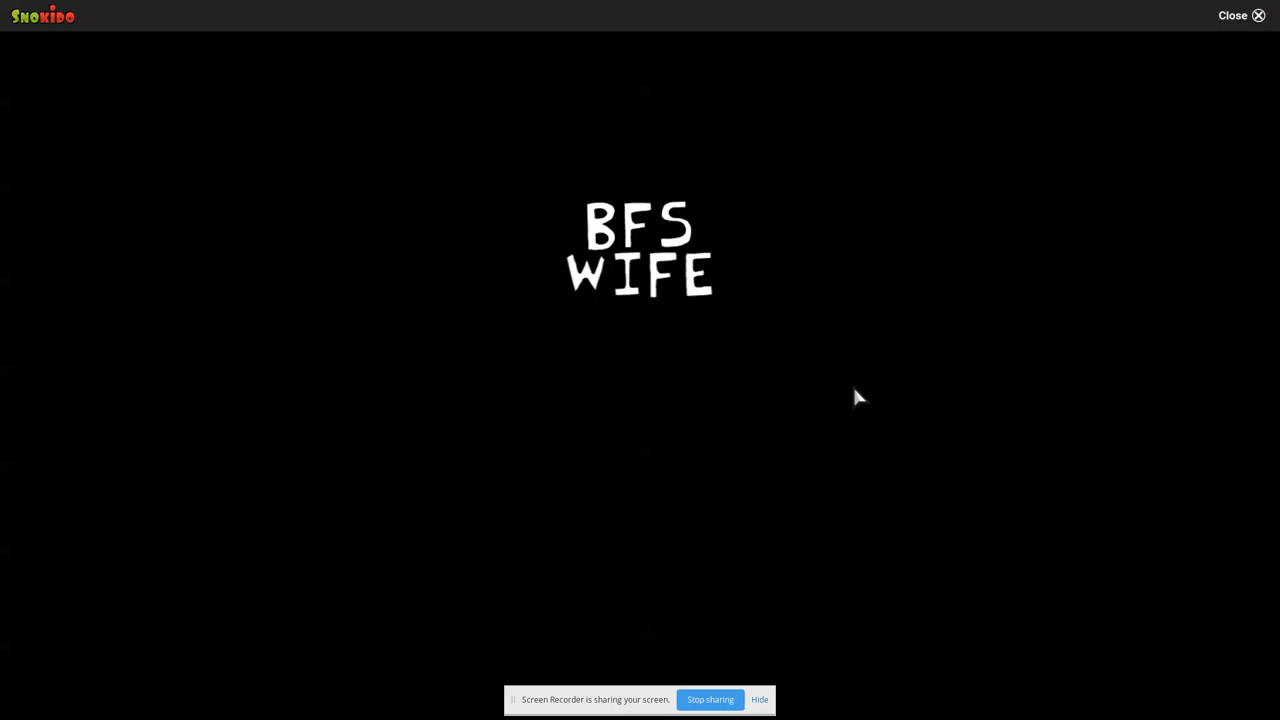 SNOKIDO
Close
BFS
WIFE
Screen Recorder is sharing your screen.
Stop sharing
Hide